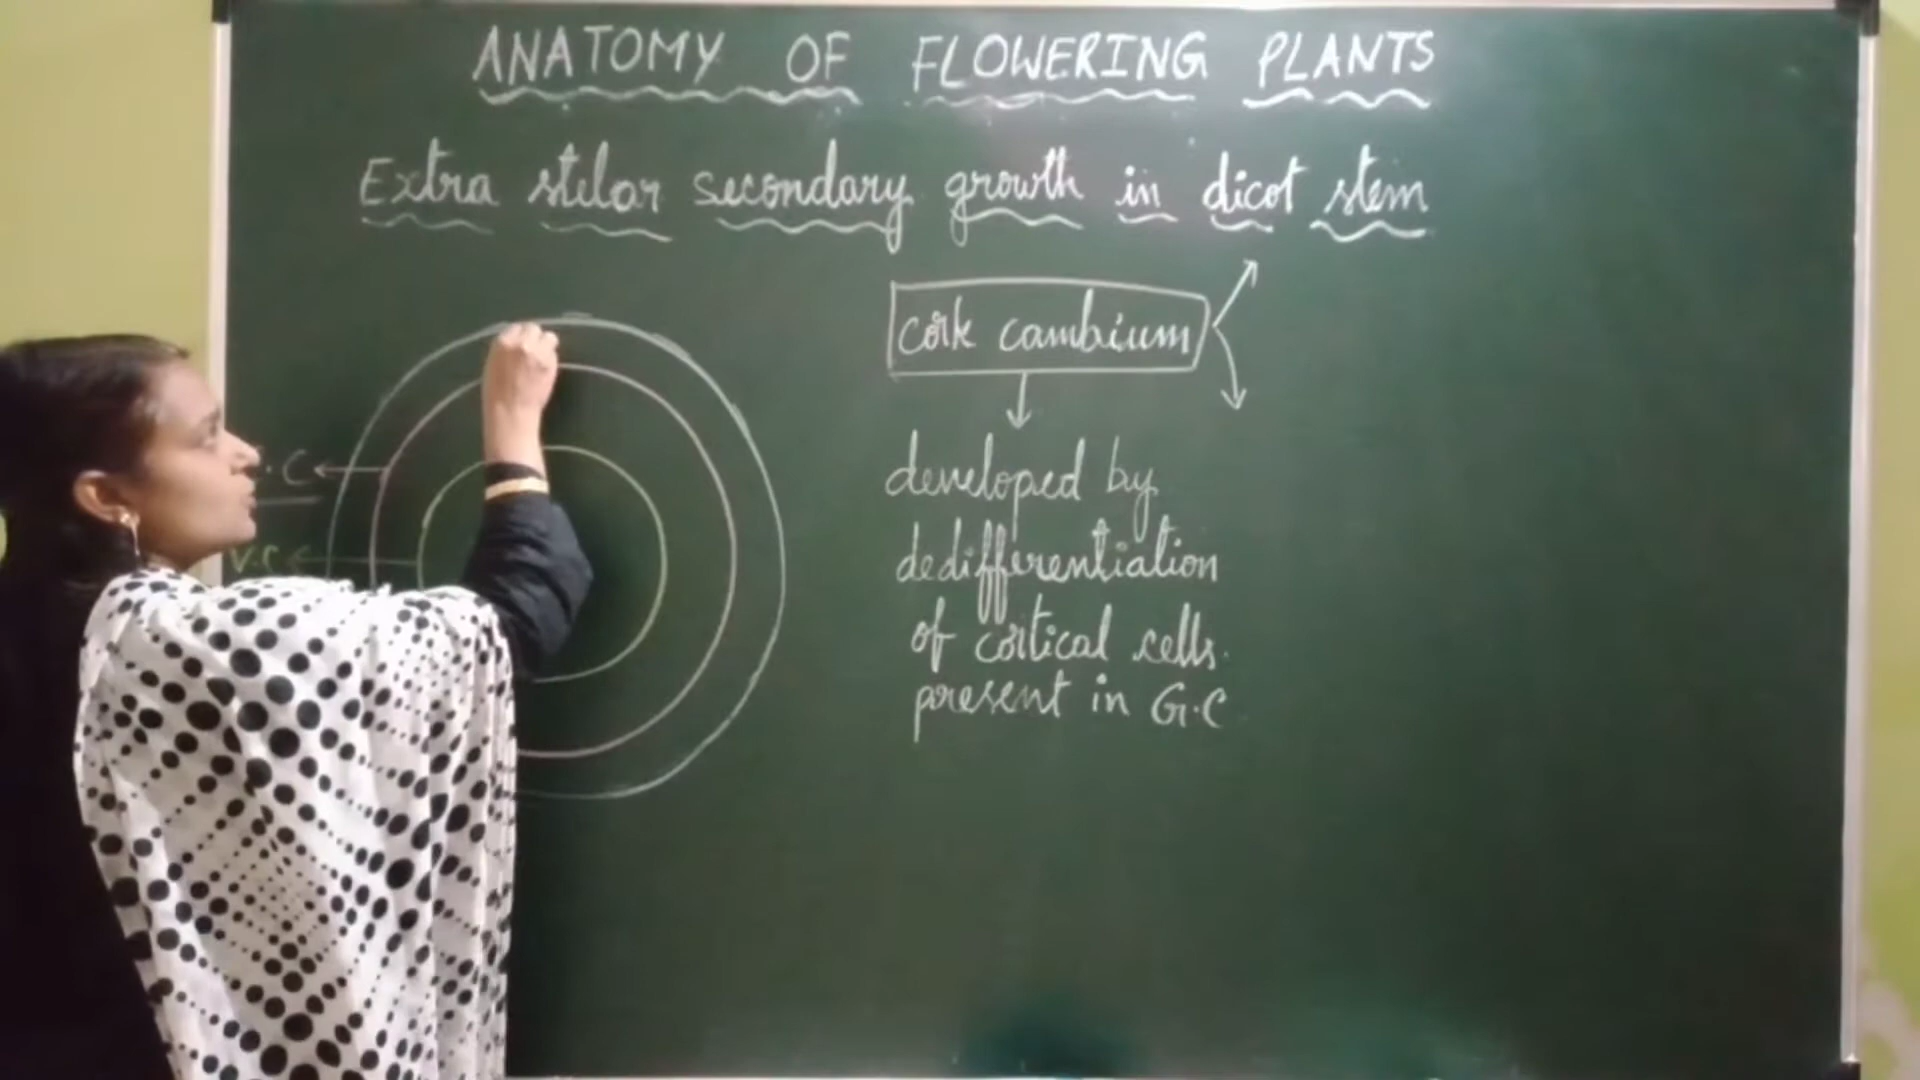 ANATOMY OF FLOWERING PLANTS
Extra stelar secondary growth in dicot stem
cork cambium
developed by
dedifferentiation
of cortical cells.
present in G.C
.C
V.C